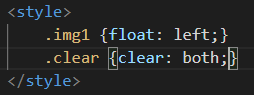 <style>
.img1 {float: left;}
.clear {clear: both;}
</style>